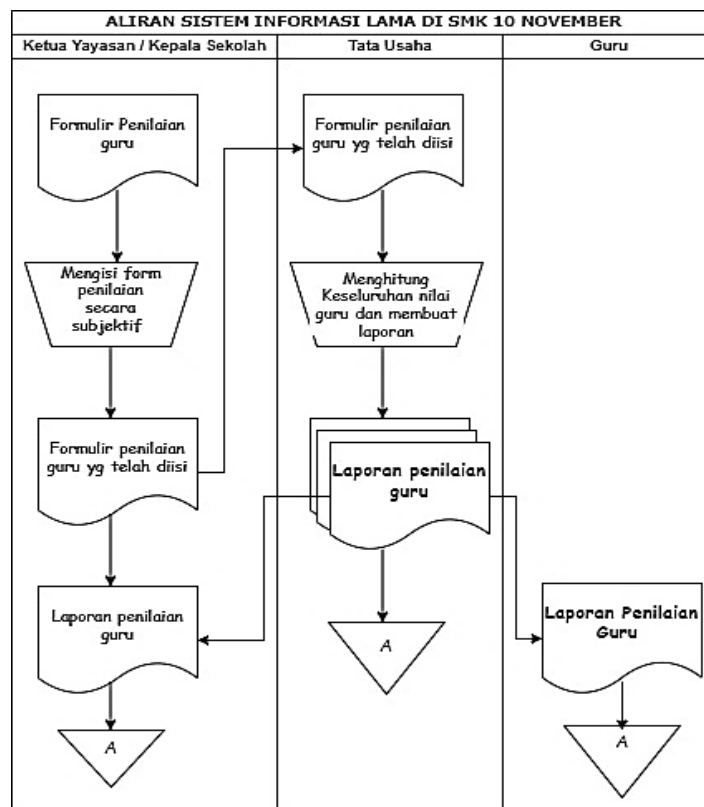 ALIRAN SISTEM INFORMASI LAMA DI SMK 10 NOVEMBER
Ketua Yayasan / Kepala Sekolah
Tata Usaha
Guru
Formulir Penilaian
guru
Formulir penilaian
guru yg telah diisi
Mengisi form
penilaian
secara
subjektif
Menghitung
Keseluruhan nilai
guru dan membuat
laporan
Formulir penilaian
guru yg telah diisi
Laporan penilaian
guru
Laporan penilaian
guru
Laporan Penilaian
Guru
A
A
A